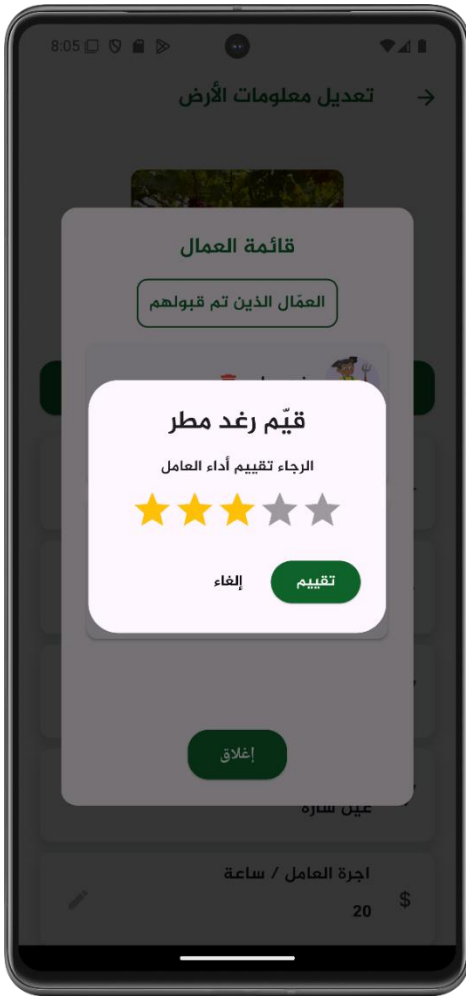 8:05
تعديل معلومات الأرض
قائمة العمال
العمّال الذين تم قبولهم
قيّم رغد مطر
الرجاء تقييم أداء العامل
تقييم
إلغاء
إغلاق
عين سارة
اجرة العامل / ساعة
$
20